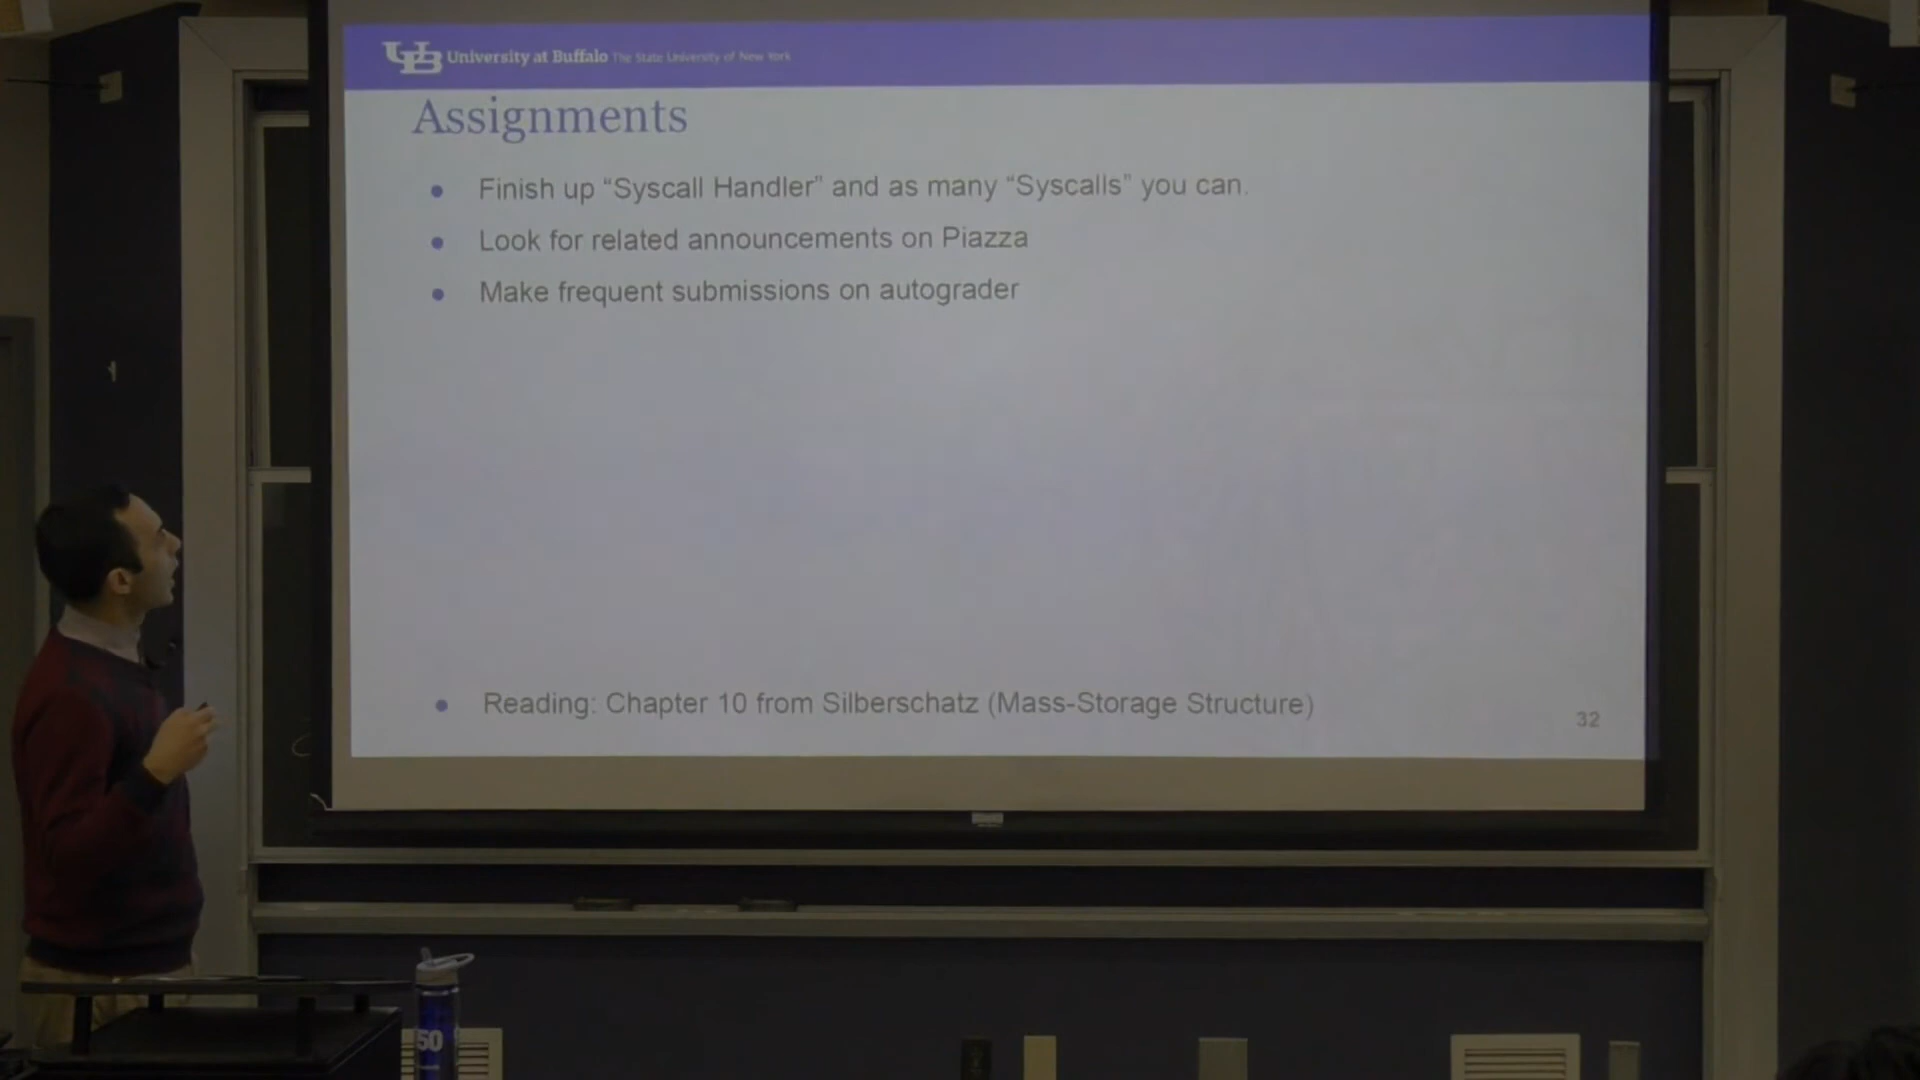 UB University at Buffalo The State University of New York
Assignments
Finish up “Syscall Handler” and as many “Syscalls” you can.
Look for related announcements on Piazza
Make frequent submissions on autograder
Reading: Chapter 10 from Silberschatz (Mass-Storage Structure)
32
50